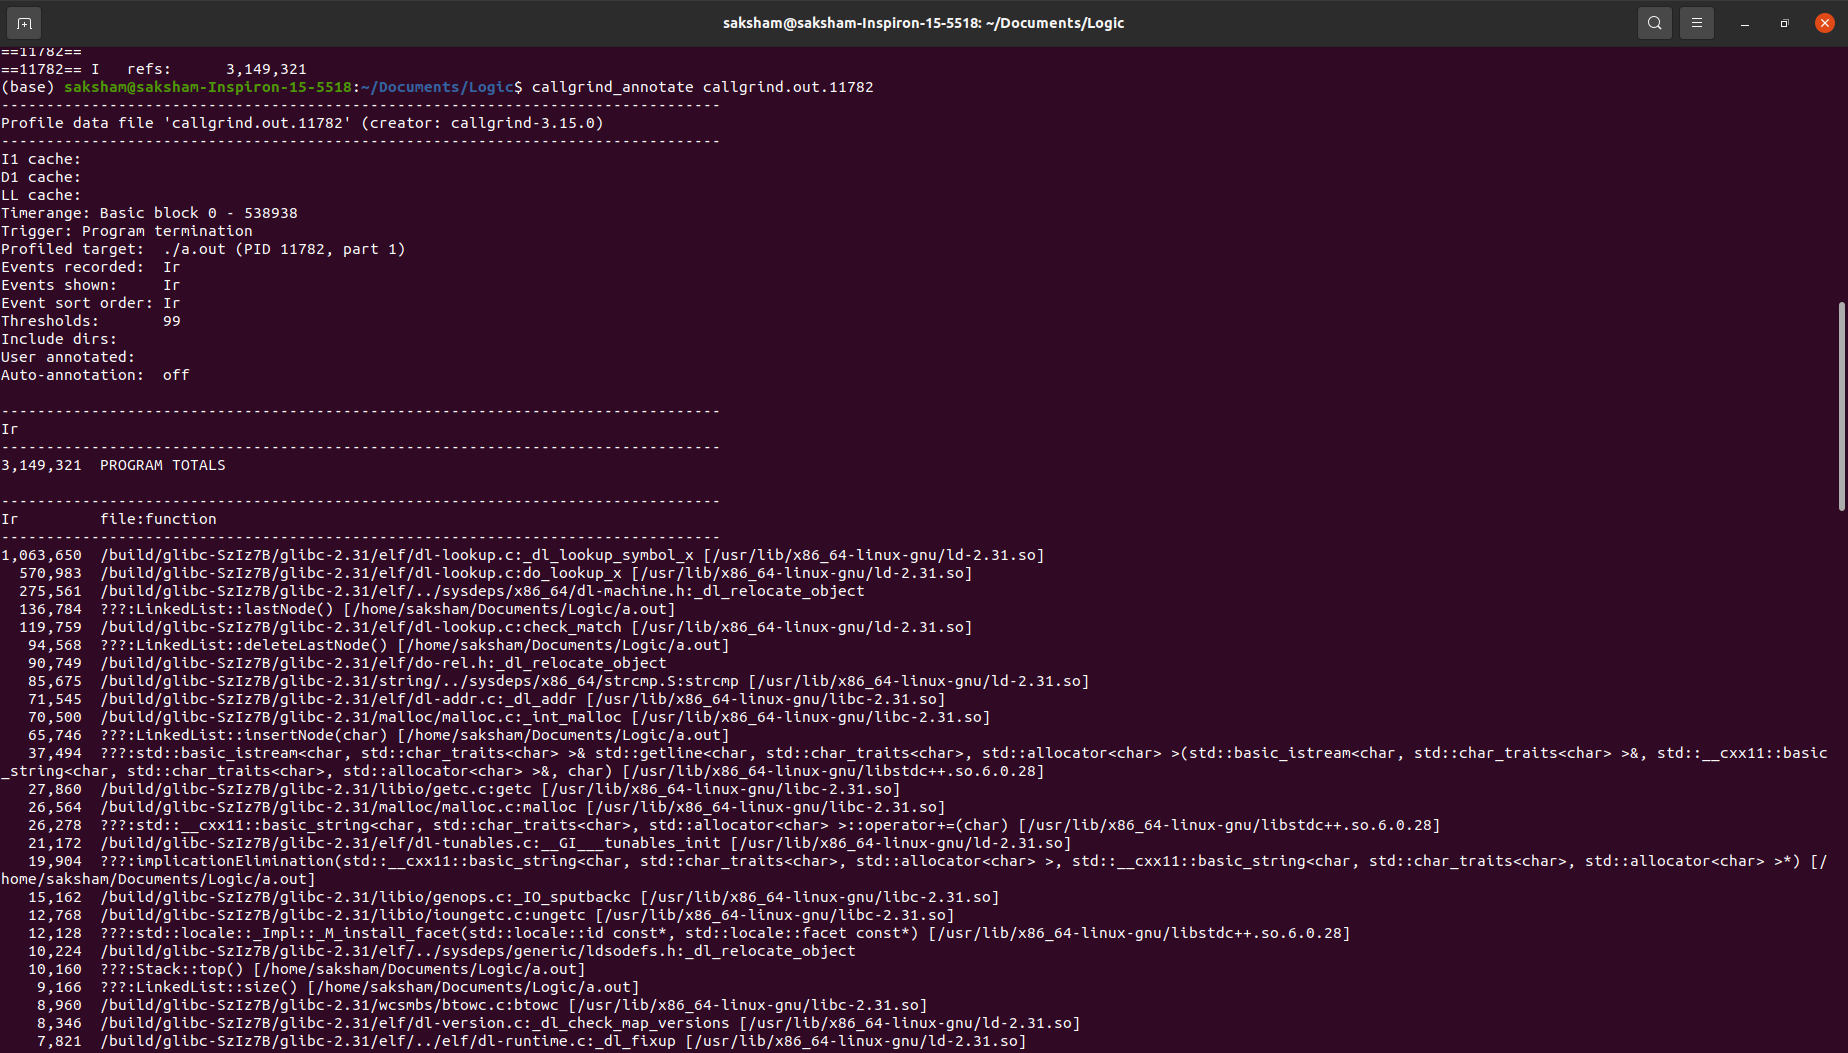 saksham@saksham-Inspiron-15-5518: ~/Documents/Logic
==11782==
==11782== I   refs:      3,149,321
(base) saksham@saksham-Inspiron-15-5518:~/Documents/Logic$ callgrind_annotate callgrind.out.11782
--------------------------------------------------------------------------------
Profile data file 'callgrind.out.11782' (creator: callgrind-3.15.0)
--------------------------------------------------------------------------------
I1 cache:
D1 cache:
LL cache:
Timerange: Basic block 0 - 538938
Trigger: Program termination
Profiled target:  ./a.out (PID 11782, part 1)
Events recorded:  Ir
Events shown:     Ir
Event sort order: Ir
Thresholds:       99
Include dirs:
User annotated:
Auto-annotation:  off
--------------------------------------------------------------------------------
Ir
--------------------------------------------------------------------------------
3,149,321  PROGRAM TOTALS
--------------------------------------------------------------------------------
Ir         file:function
--------------------------------------------------------------------------------
1,063,650  /build/glibc-SzIz7B/glibc-2.31/elf/dl-lookup.c:_dl_lookup_symbol_x [/usr/lib/x86_64-linux-gnu/ld-2.31.so]
  570,983  /build/glibc-SzIz7B/glibc-2.31/elf/dl-lookup.c:do_lookup_x [/usr/lib/x86_64-linux-gnu/ld-2.31.so]
  275,561  /build/glibc-SzIz7B/glibc-2.31/elf/../sysdeps/x86_64/dl-machine.h:_dl_relocate_object
  136,784  ???:LinkedList::lastNode() [/home/saksham/Documents/Logic/a.out]
  119,759  /build/glibc-SzIz7B/glibc-2.31/elf/dl-lookup.c:check_match [/usr/lib/x86_64-linux-gnu/ld-2.31.so]
   94,568  ???:LinkedList::deleteLastNode() [/home/saksham/Documents/Logic/a.out]
   90,749  /build/glibc-SzIz7B/glibc-2.31/elf/do-rel.h:_dl_relocate_object
   85,675  /build/glibc-SzIz7B/glibc-2.31/string/../sysdeps/x86_64/strcmp.S:strcmp [/usr/lib/x86_64-linux-gnu/ld-2.31.so]
   71,545  /build/glibc-SzIz7B/glibc-2.31/elf/dl-addr.c:_dl_addr [/usr/lib/x86_64-linux-gnu/libc-2.31.so]
   70,500  /build/glibc-SzIz7B/glibc-2.31/malloc/malloc.c:_int_malloc [/usr/lib/x86_64-linux-gnu/libc-2.31.so]
   65,746  ???:LinkedList::insertNode(char) [/home/saksham/Documents/Logic/a.out]
   37,494  ???:std::basic_istream<char, std::char_traits<char> >& std::getline<char, std::char_traits<char>, std::allocator<char> >(std::basic_istream<char, std::char_traits<char> >&, std::__cxx11::basic
_string<char, std::char_traits<char>, std::allocator<char> >&, char) [/usr/lib/x86_64-linux-gnu/libstdc++.so.6.0.28]
   27,860  /build/glibc-SzIz7B/glibc-2.31/libio/getc.c:getc [/usr/lib/x86_64-linux-gnu/libc-2.31.so]
   26,564  /build/glibc-SzIz7B/glibc-2.31/malloc/malloc.c:malloc [/usr/lib/x86_64-linux-gnu/libc-2.31.so]
   26,278  ???:std::__cxx11::basic_string<char, std::char_traits<char>, std::allocator<char> >::operator+=(char) [/usr/lib/x86_64-linux-gnu/libstdc++.so.6.0.28]
   21,172  /build/glibc-SzIz7B/glibc-2.31/elf/dl-tunables.c:__GI___tunables_init [/usr/lib/x86_64-linux-gnu/ld-2.31.so]
   19,904  ???:implicationElimination(std::__cxx11::basic_string<char, std::char_traits<char>, std::allocator<char> >, std::__cxx11::basic_string<char, std::char_traits<char>, std::allocator<char> >*) [/
home/saksham/Documents/Logic/a.out]
   15,162  /build/glibc-SzIz7B/glibc-2.31/libio/genops.c:_IO_sputbackc [/usr/lib/x86_64-linux-gnu/libc-2.31.so]
   12,768  /build/glibc-SzIz7B/glibc-2.31/libio/ioungetc.c:ungetc [/usr/lib/x86_64-linux-gnu/libc-2.31.so]
   12,128  ???:std::locale::_Impl::_M_install_facet(std::locale::id const*, std::locale::facet const*) [/usr/lib/x86_64-linux-gnu/libstdc++.so.6.0.28]
   10,224  /build/glibc-SzIz7B/glibc-2.31/elf/../sysdeps/generic/ldsodefs.h:_dl_relocate_object
   10,160  ???:Stack::top() [/home/saksham/Documents/Logic/a.out]
    9,166  ???:LinkedList::size() [/home/saksham/Documents/Logic/a.out]
    8,960  /build/glibc-SzIz7B/glibc-2.31/wcsmbs/btowc.c:btowc [/usr/lib/x86_64-linux-gnu/libc-2.31.so]
    8,346  /build/glibc-SzIz7B/glibc-2.31/elf/dl-version.c:_dl_check_map_versions [/usr/lib/x86_64-linux-gnu/ld-2.31.so]
    7,821  /build/glibc-SzIz7B/glibc-2.31/elf/../elf/dl-runtime.c:_dl_fixup [/usr/lib/x86_64-linux-gnu/ld-2.31.so]